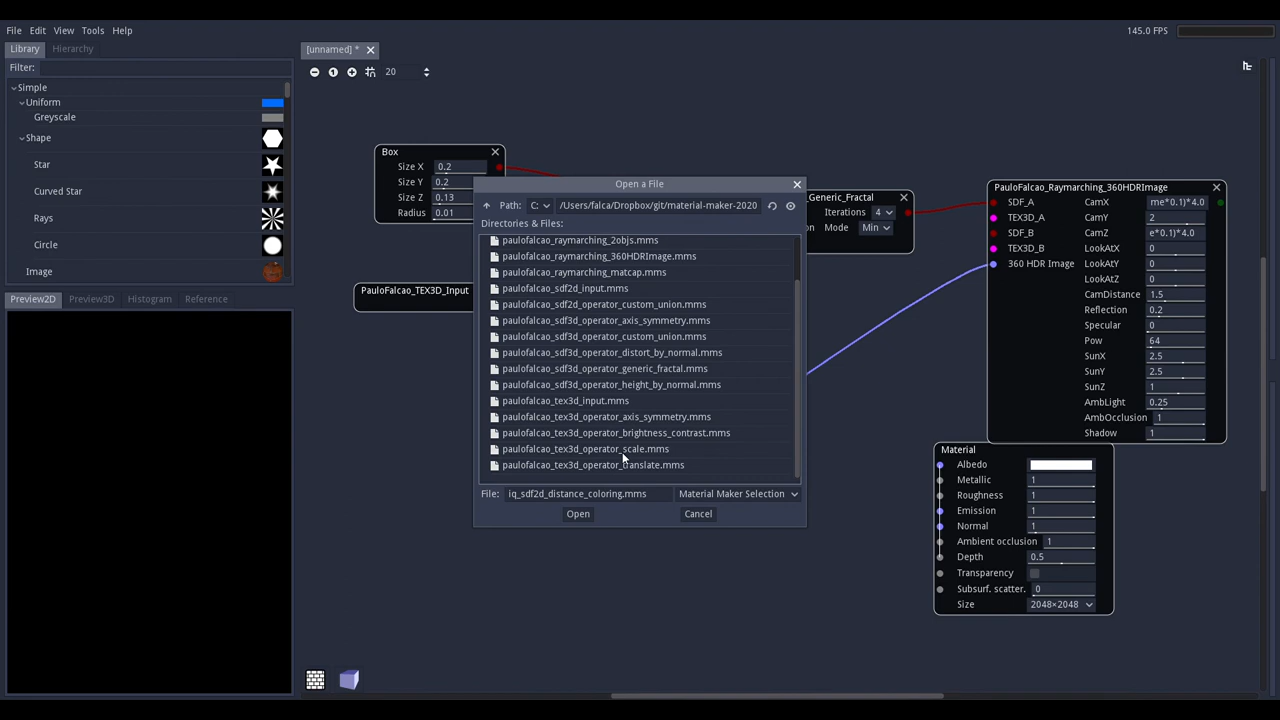 File Edit View Tools Help
145.0 FPS
Library Hierarchy
[unnamed] *
Filter:
20
Simple
Uniform
Greyscale
Shape
Star
Curved Star
Rays
Circle
Image
Preview2D Preview3D Histogram Reference
Box
Size X 0.2
Size Y 0.2
Size Z 0.13
Radius 0.01
PauloFalcao_TEX3D_Input
Open a File
Path: C: /Users/falca/Dropbox/git/material-maker-2020
Directories & Files:
paulofalcao_raymarching_2objs.mms
paulofalcao_raymarching_360HDRImage.mms
paulofalcao_raymarching_matcap.mms
paulofalcao_sdf2d_input.mms
paulofalcao_sdf2d_operator_custom_union.mms
paulofalcao_sdf3d_operator_axis_symmetry.mms
paulofalcao_sdf3d_operator_custom_union.mms
paulofalcao_sdf3d_operator_distort_by_normal.mms
paulofalcao_sdf3d_operator_generic_fractal.mms
paulofalcao_sdf3d_operator_height_by_normal.mms
paulofalcao_tex3d_input.mms
paulofalcao_tex3d_operator_axis_symmetry.mms
paulofalcao_tex3d_operator_brightness_contrast.mms
paulofalcao_tex3d_operator_scale.mms
paulofalcao_tex3d_operator_translate.mms
File: iq_sdf2d_distance_coloring.mms Material Maker Selection
Open Cancel
_Generic_Fractal
Iterations 4
on Mode Min
PauloFalcao_Raymarching_360HDRImage
SDF_A CamX me*0.1)*4.0
TEX3D_A CamY 2
SDF_B CamZ e*0.1)*4.0
TEX3D_B LookAtX 0
360 HDR Image LookAtY 0
LookAtZ 0
CamDistance 1.5
Reflection 0.2
Specular 0
Pow 64
SunX 2.5
SunY 2.5
SunZ 1
AmbLight 0.25
AmbOcclusion 1
Shadow 1
Material
Albedo
Metallic 1
Roughness 1
Emission 1
Normal 1
Ambient occlusion 1
Depth 0.5
Transparency
Subsurf. scatter. 0
Size 2048×2048